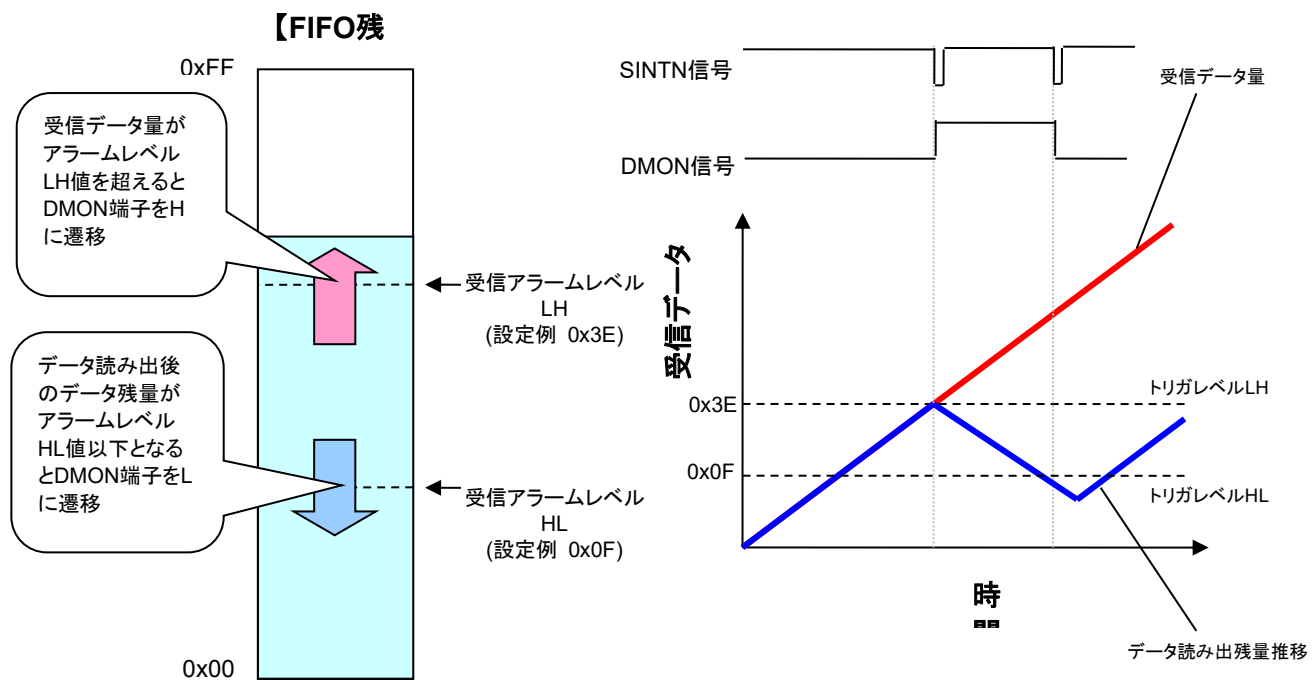 【FIFO残
0xFF
受信データ量が
アラームレベル
LH値を超えると
DMON端子をH
に遷移
受信アラームレベル
LH
(設定例 0x3E)
データ読み出後
のデータ残量が
アラームレベル
HL値以下となる
とDMON端子をL
に遷移
受信アラームレベル
HL
(設定例 0x0F)
0x00
SINTN信号
受信データ量
DMON信号
受信データ
0x3E
トリガレベルLH
0x0F
トリガレベルHL
時
データ読み出残量推移